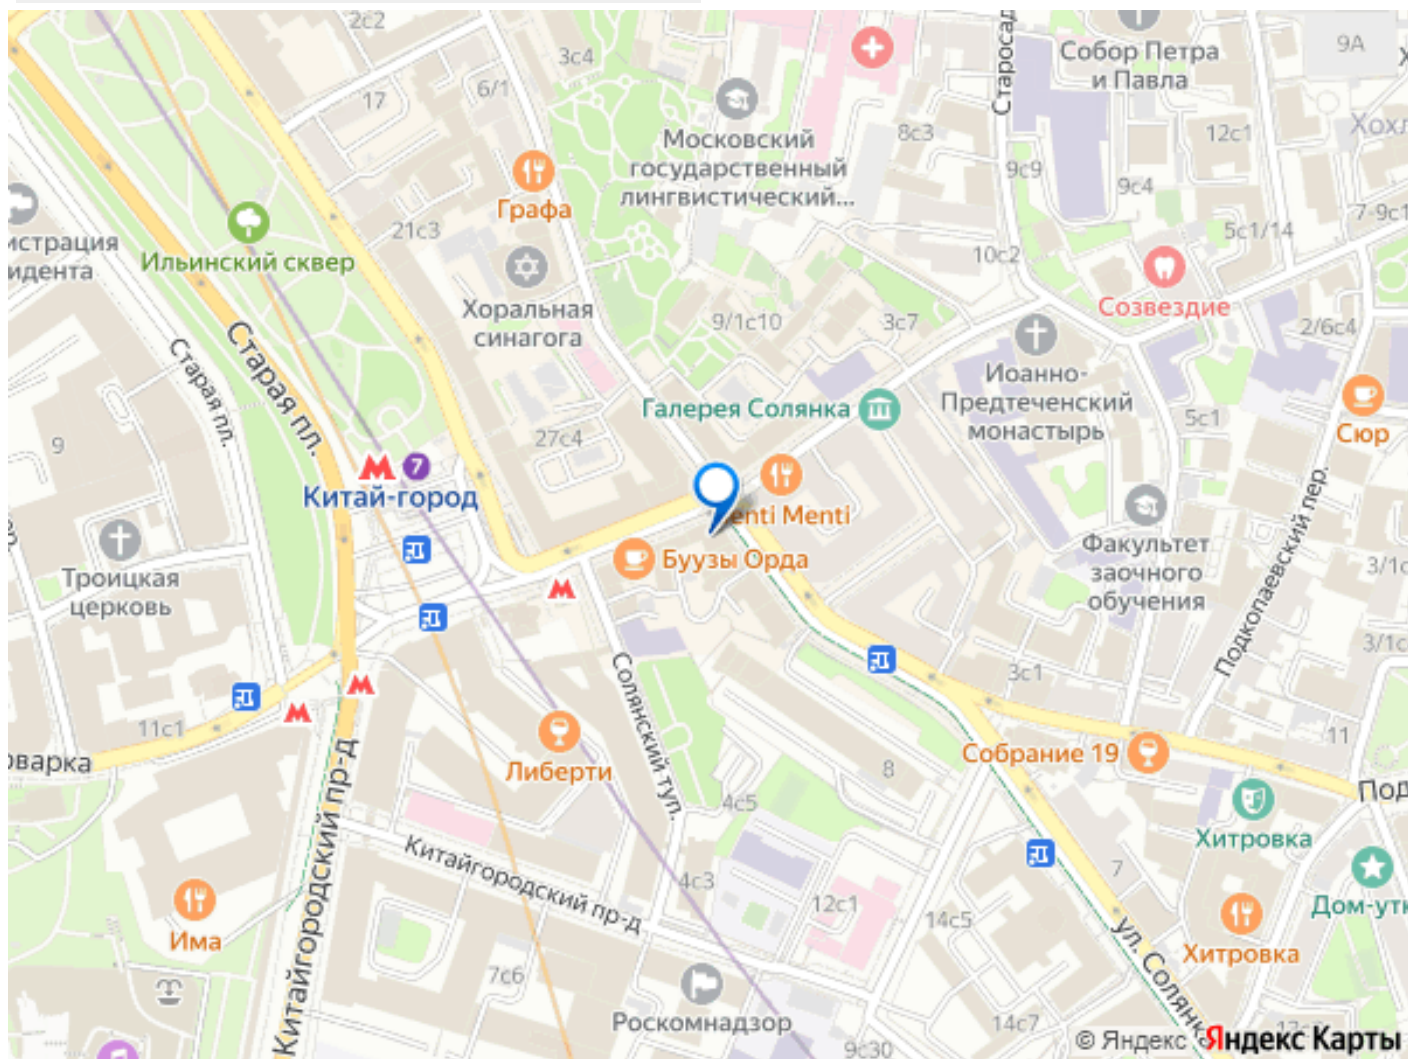 2с2
17
3с4
6/1
Старосад
Собор Петра
и Павла
9А
Московский
государственный
лингвистический...
8с3
12с1
Хохл
9с9
9с4
Графа
21с3
7-9с1
5с1/14
истрация
идента
Ильинский сквер
Хоральная
синагога
10с2
Созвездие
9/1с10
3с7
2/6с4
Старая пл.
Старая пл.
Иоанно-
Предтеченский
монастырь
Галерея Солянка
5с1
Сюр
9
27с4
7
Китай-город
enti Menti
Буузы Орда
Факультет
заочного
обучения
Подкопаевский пер.
3/1с
Троицкая
церковь
3/1с
3с1
Солянский туп.
11с1
оварка
Либерти
Собрание 19
11
8
Под
4с5
Хитровка
Китайгородский пр-д
Китайгородский пр-д
4с3
7
12с1
14с5
Дом-утк
Има
Хитровка
ул. Солянка
7с6
Роскомнадзор
14с7
9с30
© Яндекс Яндекс Карты